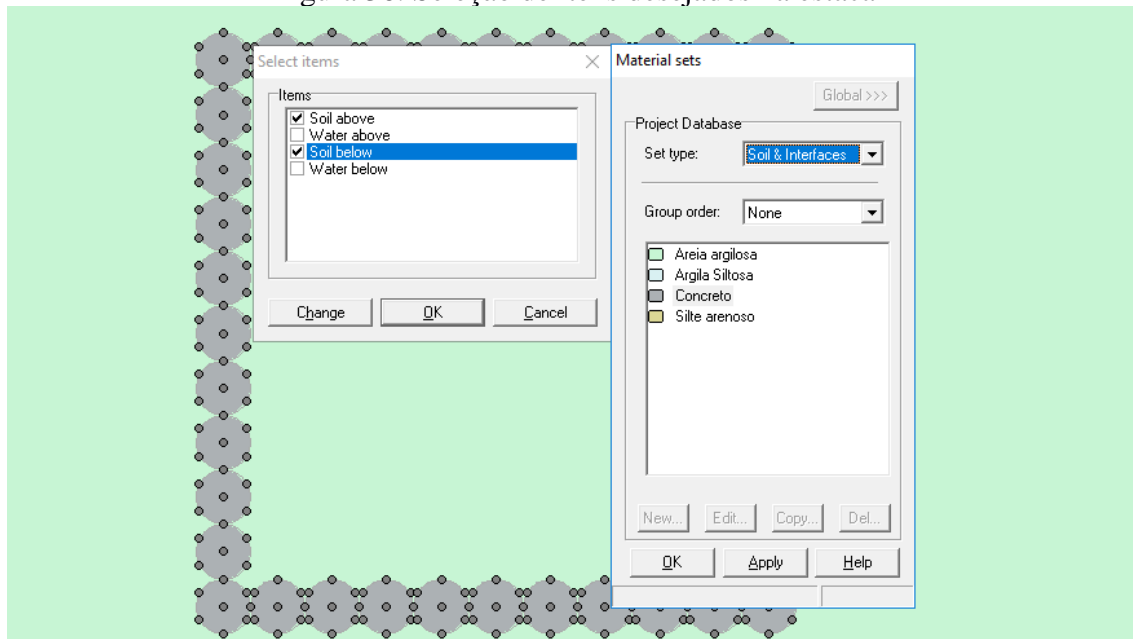 Select items
Items
Soil above
Water above
Soil below
Water below
Change
OK
Cancel
Material sets
Global >>>
Project Database
Set type:
Soil & Interfaces
Group order:
None
Areia argilosa
Argila Siltosa
Concreto
Silte arenoso
New...
Edit...
Copy...
Del...
OK
Apply
Help